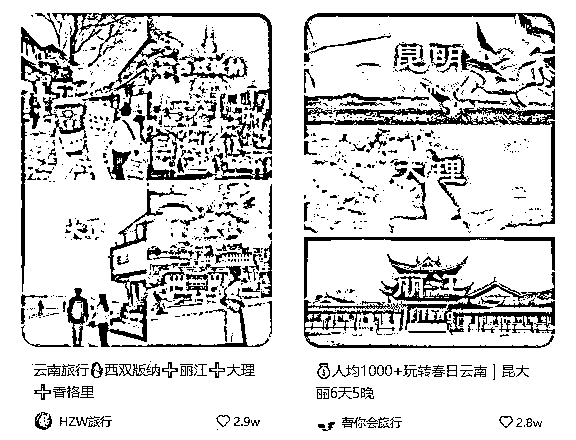 昆明
大理
丽江
云南旅行西双版纳➕丽江➕大理
➕香格里
HZW旅行
2.9w
人均1000+玩转春日云南 | 昆大
丽6天5晚
春你会旅行
2.8w